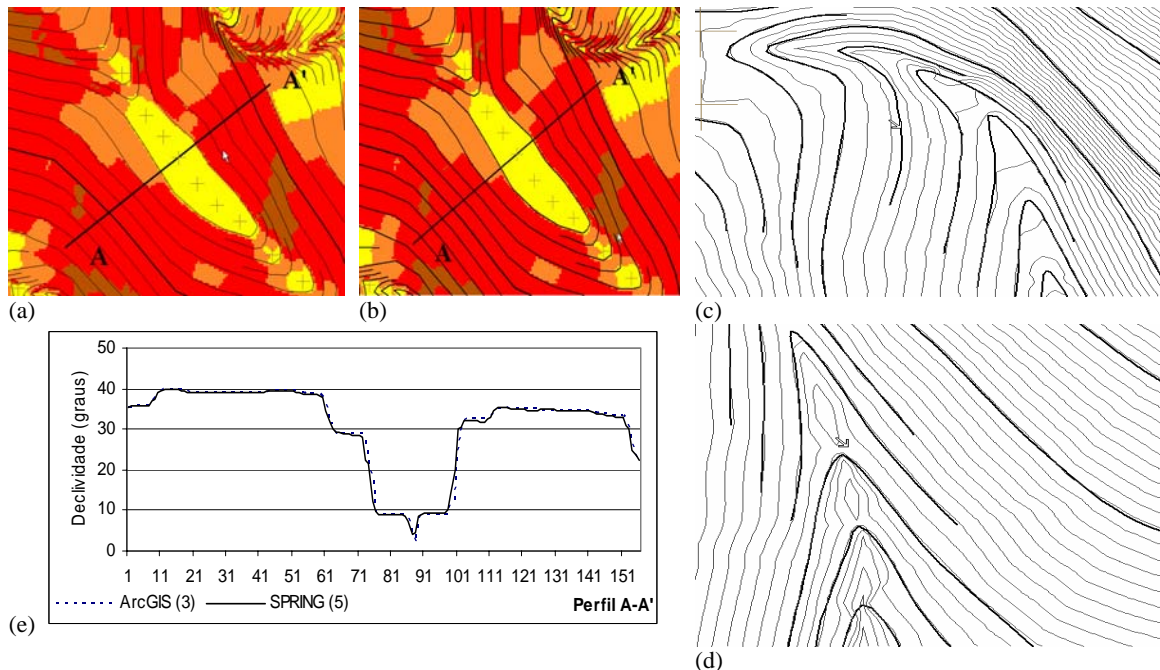 A'
A
A'
A
(a)
(b)
(c)
50
40
30
20
10
0
Declividade (graus)
1 11 21 31 41 51 61 71 81 91 101 111 121 131 141 151
ArcGIS (3) SPRING (5) Perfil A-A'
(e)
(d)